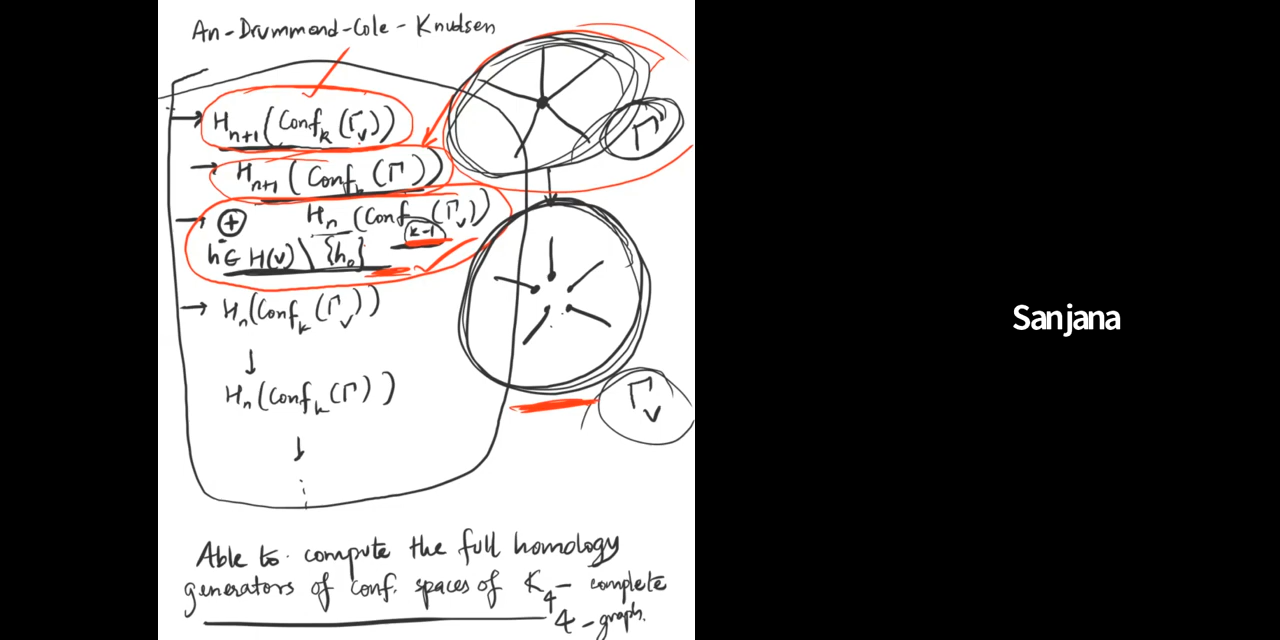 An-Drummond-Cole-Knudsen
→ H_{n+1}(Conf_k(Γ_v))
→ H_{n+1}(Conf_k(Γ))
→ ⊕ H_n(Conf_{k-1}(Γ_v))
h∈H(v)\{h_0}
→ H_n(Conf_k(Γ_v))
↓
H_n(Conf_k(Γ))
↓
⋮
Γ
Γ_v
Able to compute the full homology
generators of conf. spaces of K_4 - complete
4-graph.
Sanjana